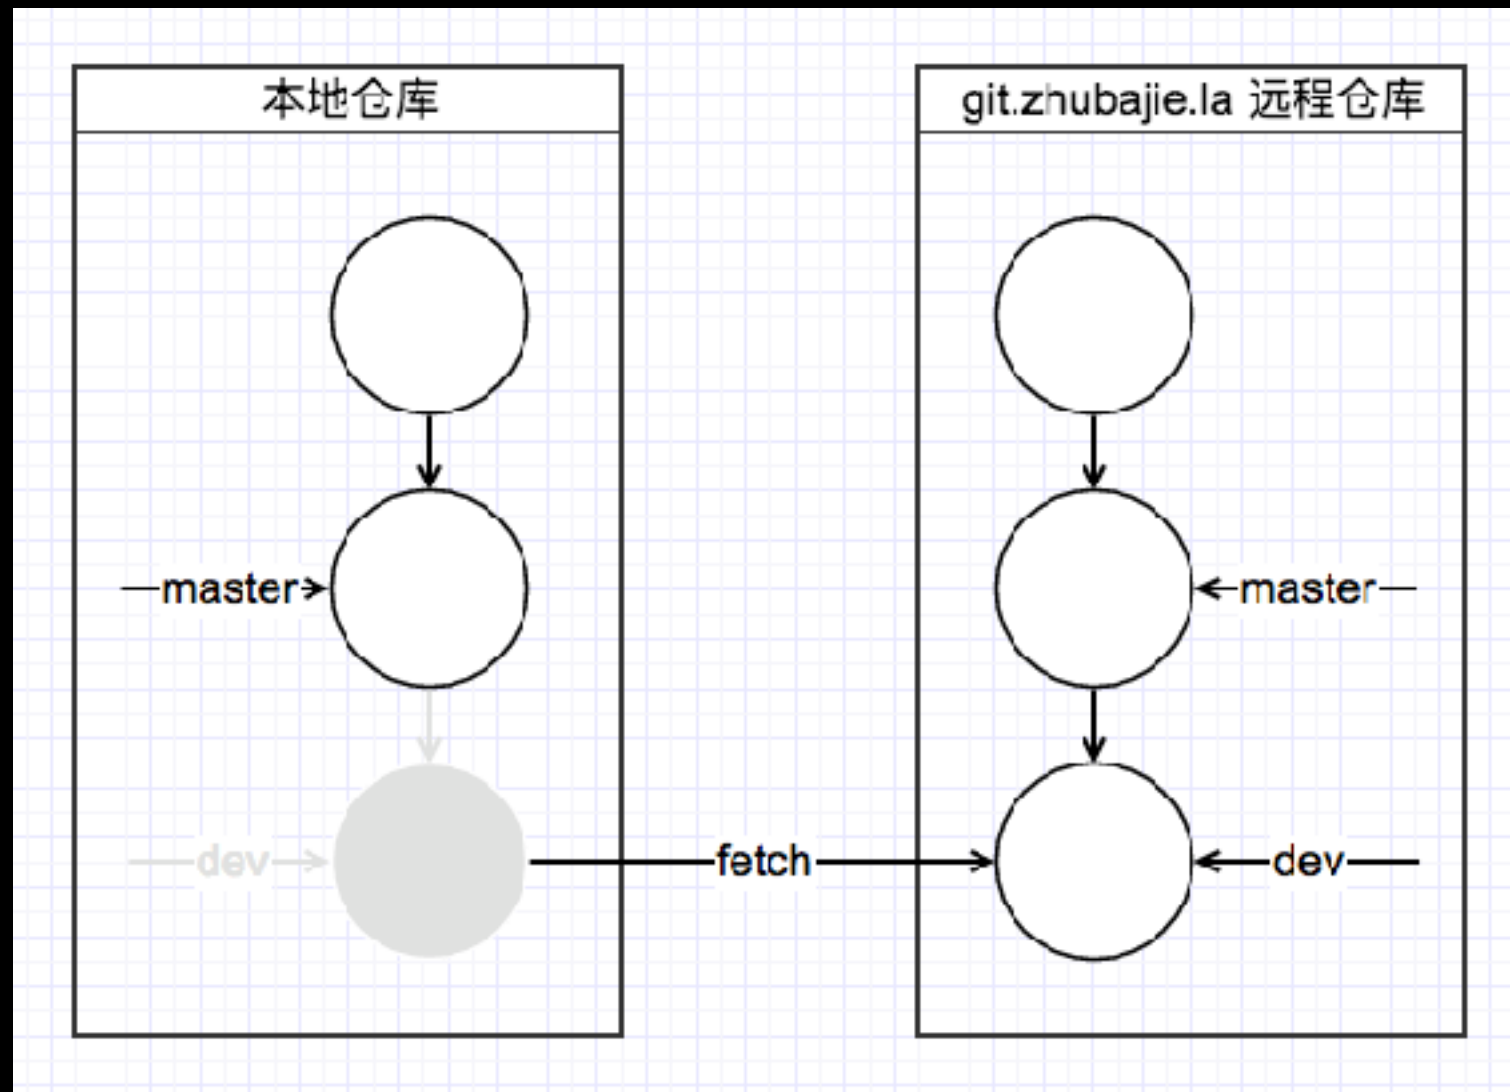 本地仓库
git.zhubajie.la 远程仓库
master
master
dev
fetch
dev